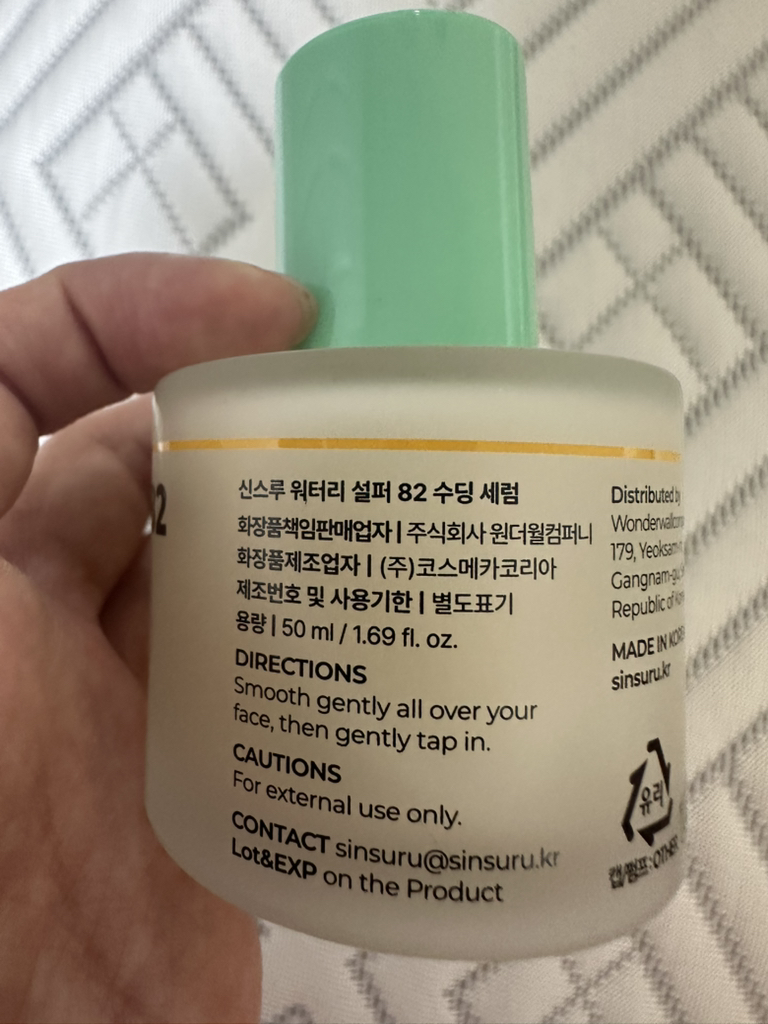 2
신스루 워터리 설퍼 82 수딩 세럼
화장품책임판매업자 | 주식회사 원더월컴퍼니
화장품제조업자 | (주)코스메카코리아
제조번호 및 사용기한 | 별도표기
용량 | 50 ml / 1.69 fl. oz.
DIRECTIONS
Smooth gently all over your
face, then gently tap in.
CAUTIONS
For external use only.
CONTACT sinsuru@sinsuru.kr
Lot&EXP on the Product
Distributed by
179,
Republic of
MADE IN
sinsuru.kr
유리
캡/펌프 : OTHER